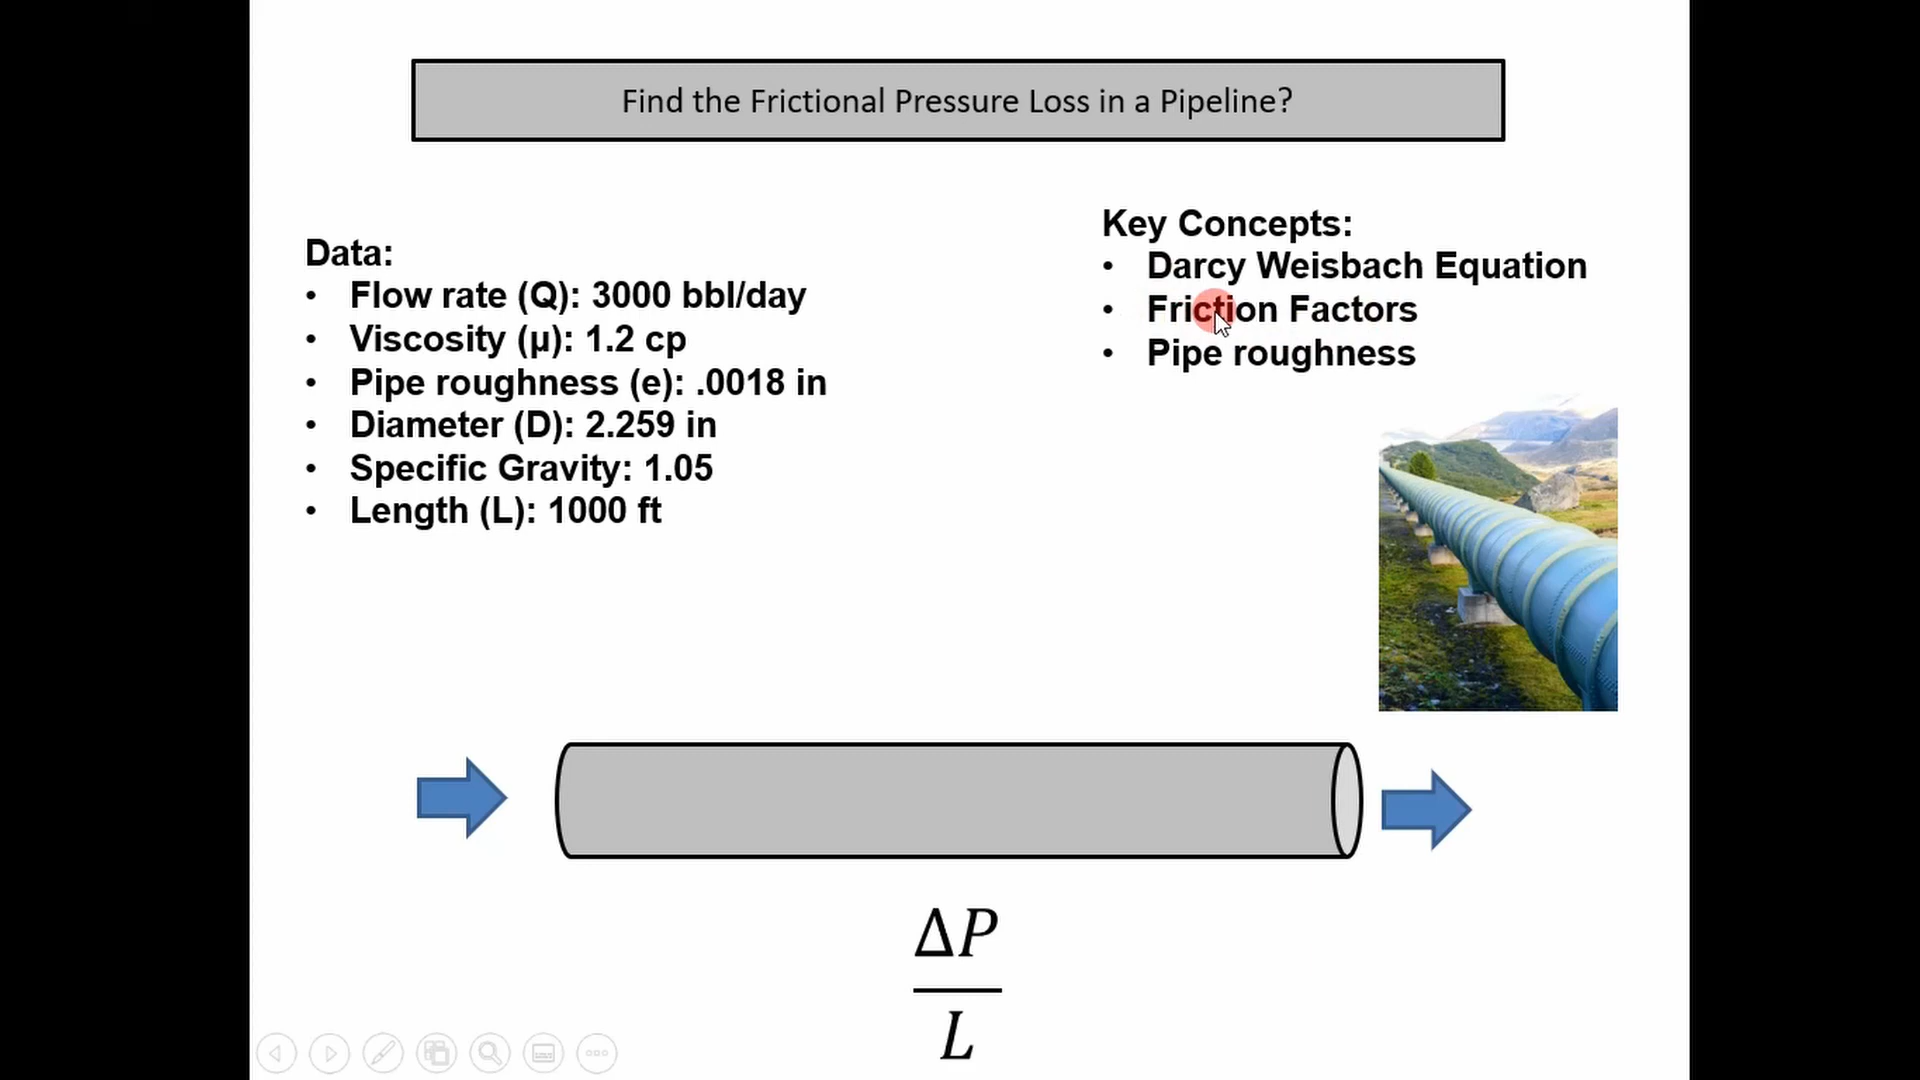 Find the Frictional Pressure Loss in a Pipeline?
Data:
• Flow rate (Q): 3000 bbl/day
• Viscosity (µ): 1.2 cp
• Pipe roughness (e): .0018 in
• Diameter (D): 2.259 in
• Specific Gravity: 1.05
• Length (L): 1000 ft
Key Concepts:
• Darcy Weisbach Equation
• Friction Factors
• Pipe roughness
ΔP
L